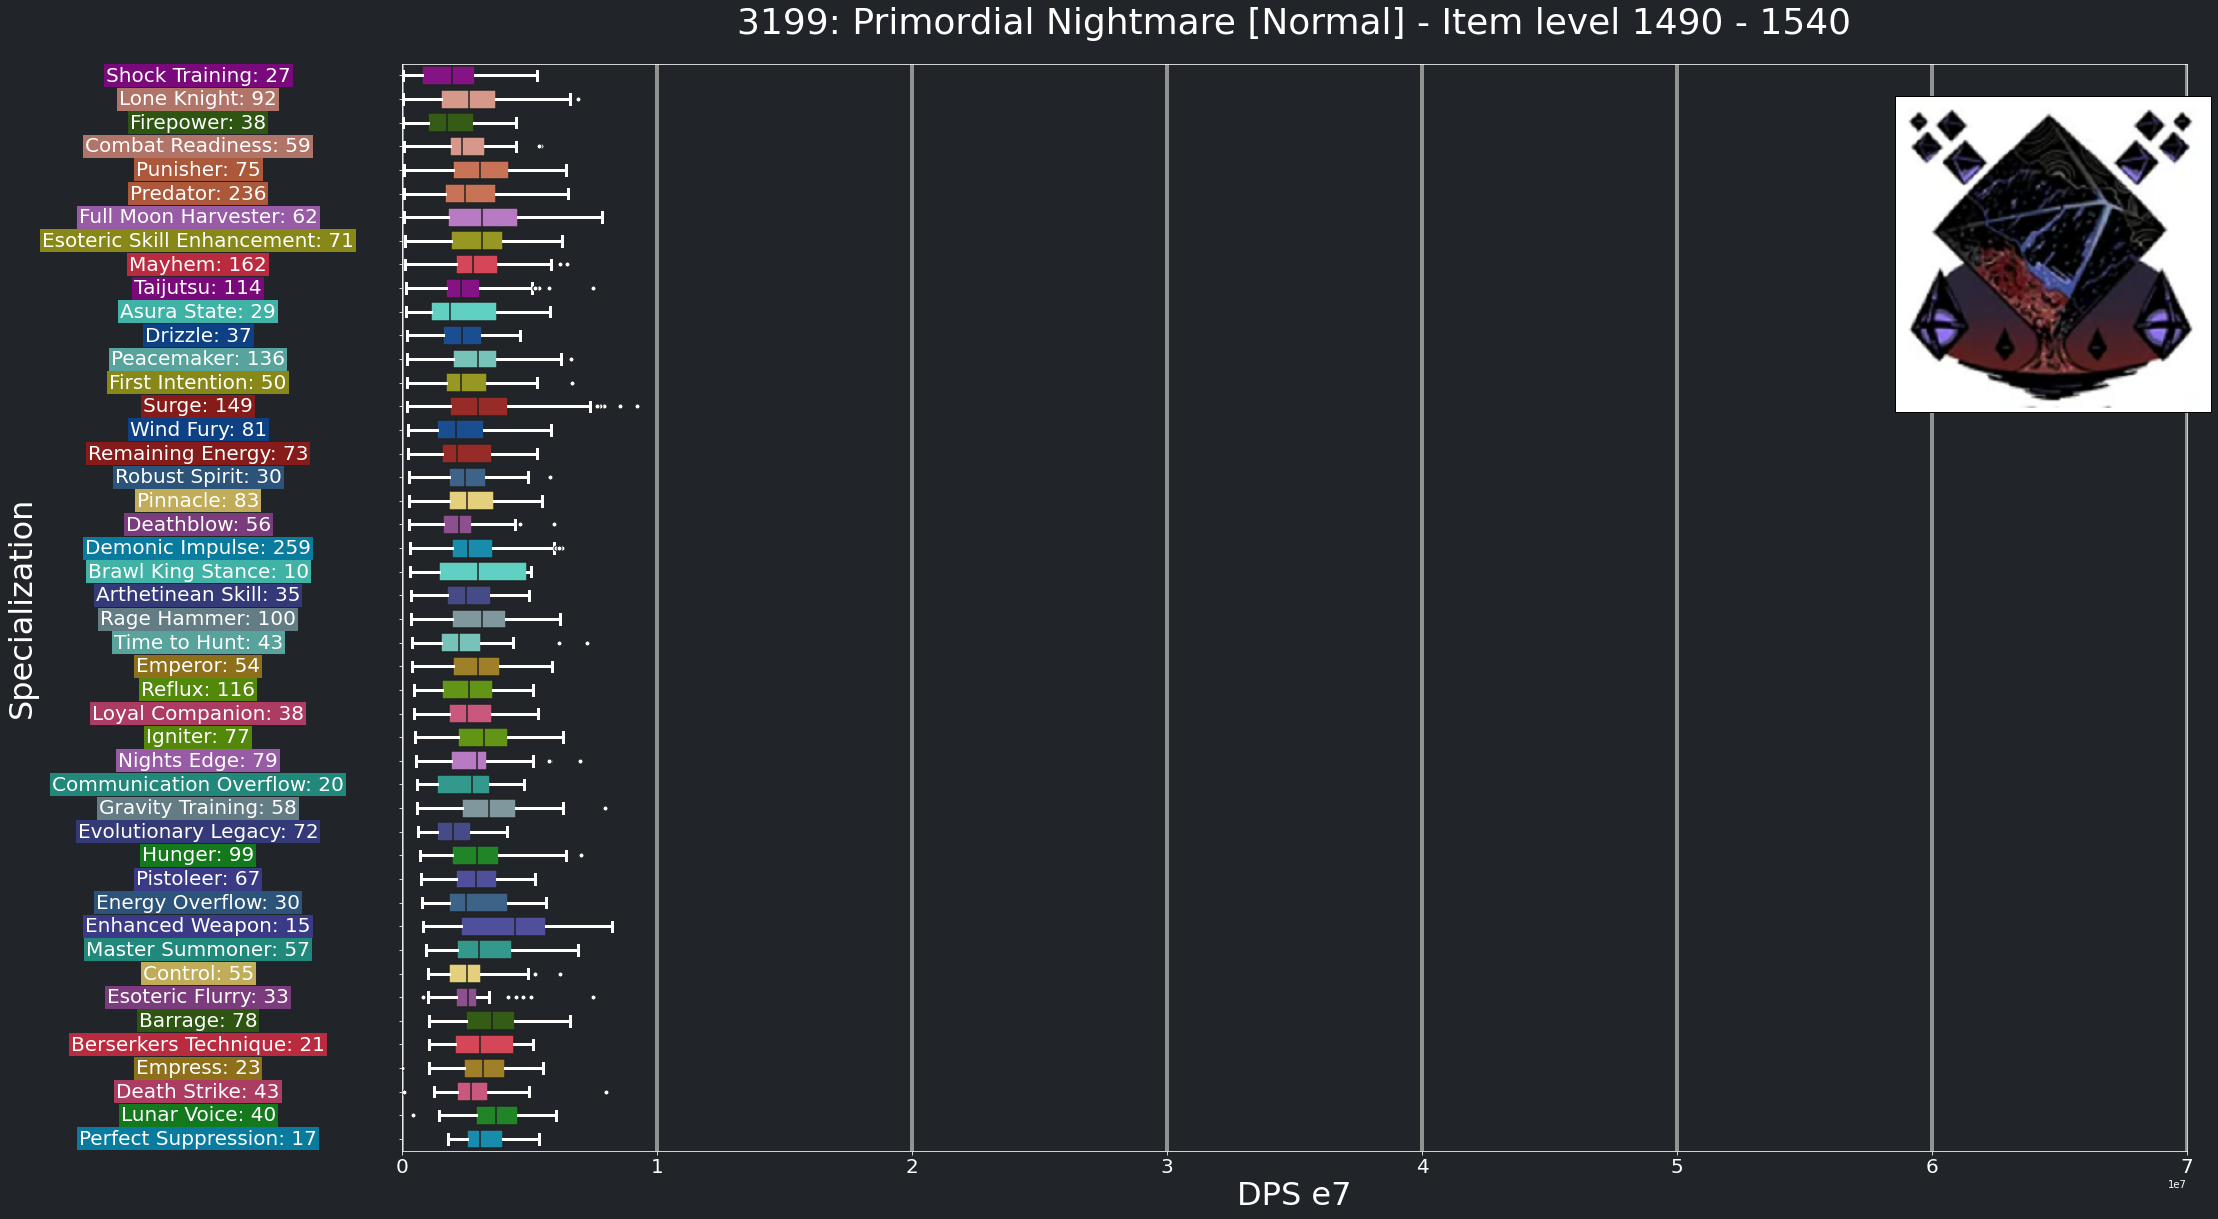 3199: Primordial Nightmare [Normal] - Item level 1490 - 1540
Shock Training: 27
Lone Knight: 92
Firepower: 38
Combat Readiness: 59
Punisher: 75
Predator: 236
Full Moon Harvester: 62
Esoteric Skill Enhancement: 71
Mayhem: 162
Taijutsu: 114
Asura State: 29
Drizzle: 37
Peacemaker: 136
First Intention: 50
Surge: 149
Wind Fury: 81
Remaining Energy: 73
Robust Spirit: 30
Pinnacle: 83
Deathblow: 56
Demonic Impulse: 259
Brawl King Stance: 10
Arthetinean Skill: 35
Rage Hammer: 100
Time to Hunt: 43
Emperor: 54
Reflux: 116
Loyal Companion: 38
Igniter: 77
Nights Edge: 79
Communication Overflow: 20
Gravity Training: 58
Evolutionary Legacy: 72
Hunger: 99
Pistoleer: 67
Energy Overflow: 30
Enhanced Weapon: 15
Master Summoner: 57
Control: 55
Esoteric Flurry: 33
Barrage: 78
Berserkers Technique: 21
Empress: 23
Death Strike: 43
Lunar Voice: 40
Perfect Suppression: 17
Specialization
0 1 2 3 4 5 6 7
1e7
DPS e7